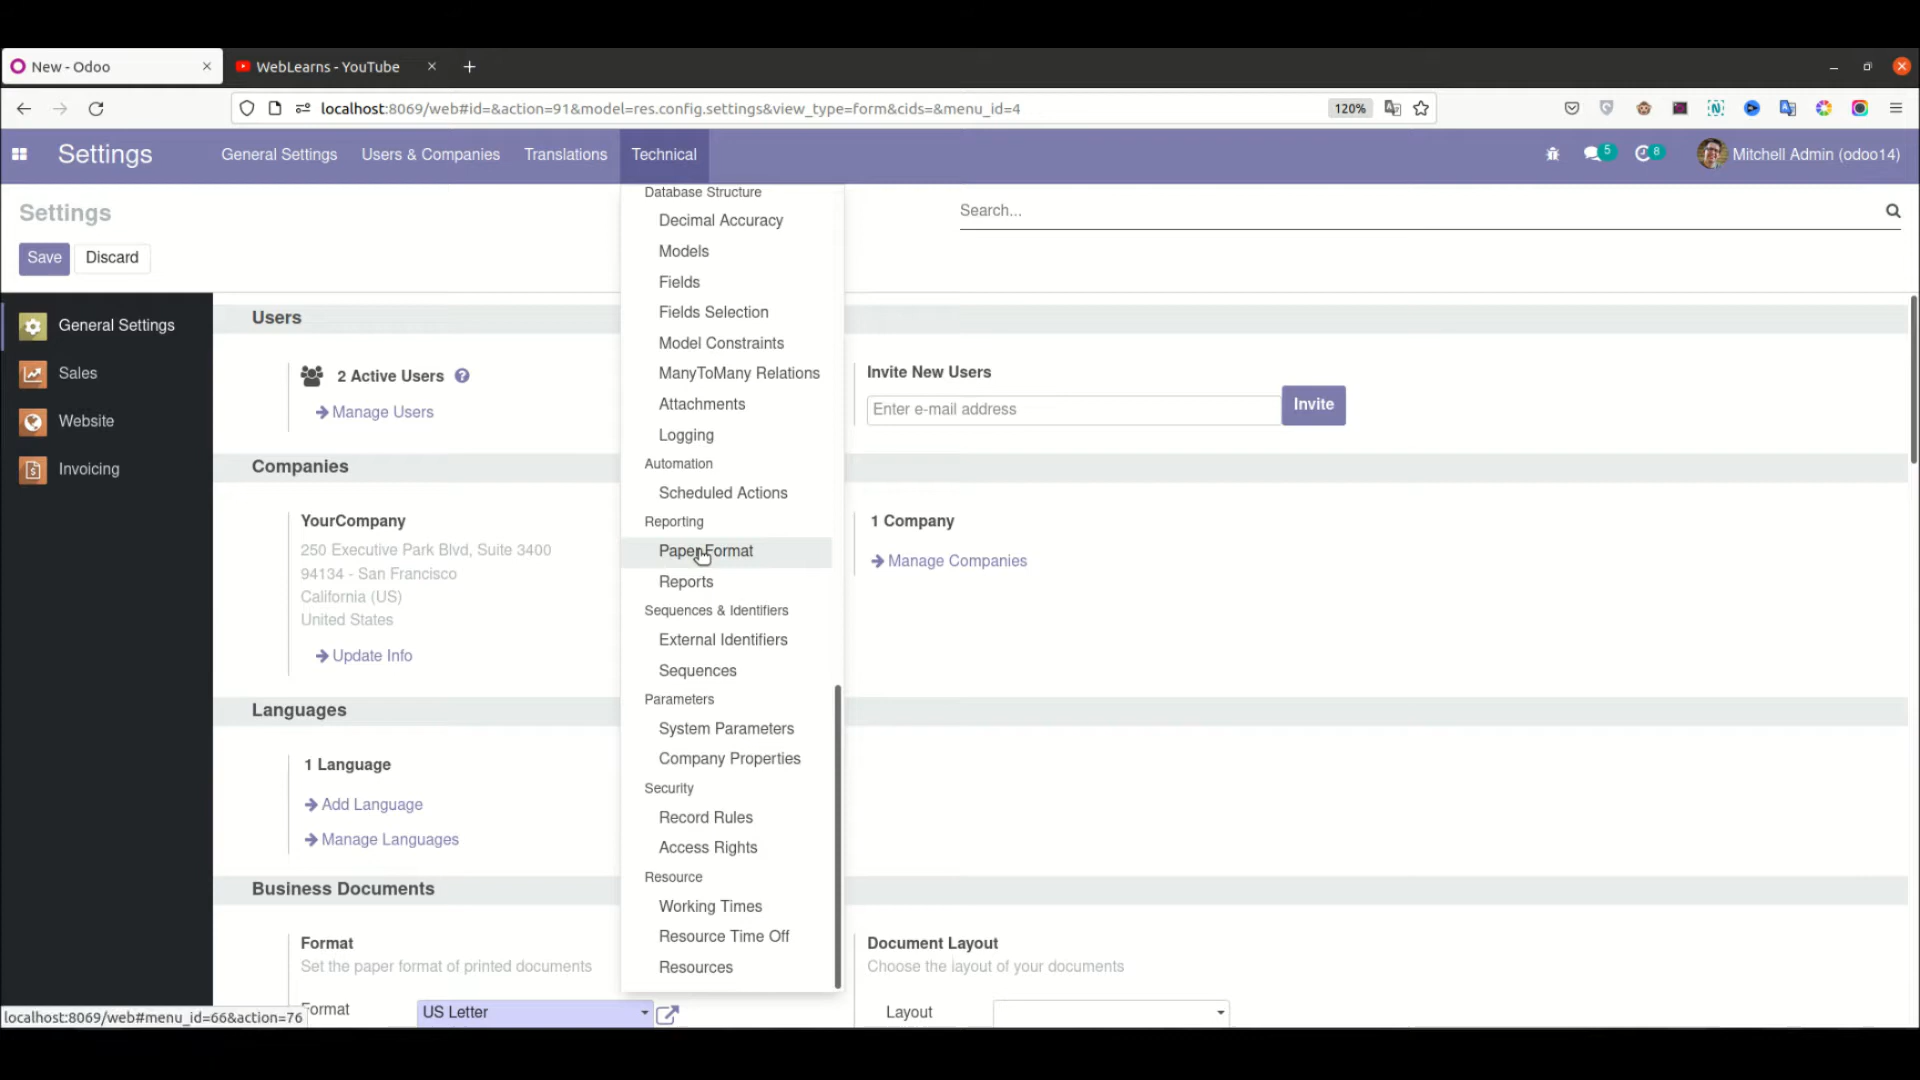 New - Odoo
WebLearns - YouTube
localhost:8069/web#id=&action=91&model=res.config.settings&view_type=form&cids=&menu_id=4
120%
Settings
General Settings
Users & Companies
Translations
Technical
5
8
Mitchell Admin (odoo14)
Settings
Search...
Save
Discard
General Settings
Sales
Website
Invoicing
Database Structure
Decimal Accuracy
Models
Fields
Fields Selection
Model Constraints
ManyToMany Relations
Attachments
Logging
Automation
Scheduled Actions
Reporting
Paper Format
Reports
Sequences & Identifiers
External Identifiers
Sequences
Parameters
System Parameters
Company Properties
Security
Record Rules
Access Rights
Resource
Working Times
Resource Time Off
Resources
Users
2 Active Users
Manage Users
Invite New Users
Enter e-mail address
Invite
Companies
YourCompany
250 Executive Park Blvd, Suite 3400
94134 - San Francisco
California (US)
United States
Update Info
1 Company
Manage Companies
Languages
1 Language
Add Language
Manage Languages
Business Documents
Format
Set the paper format of printed documents
Format
US Letter
Document Layout
Choose the layout of your documents
Layout
localhost:8069/web#menu_id=66&action=76